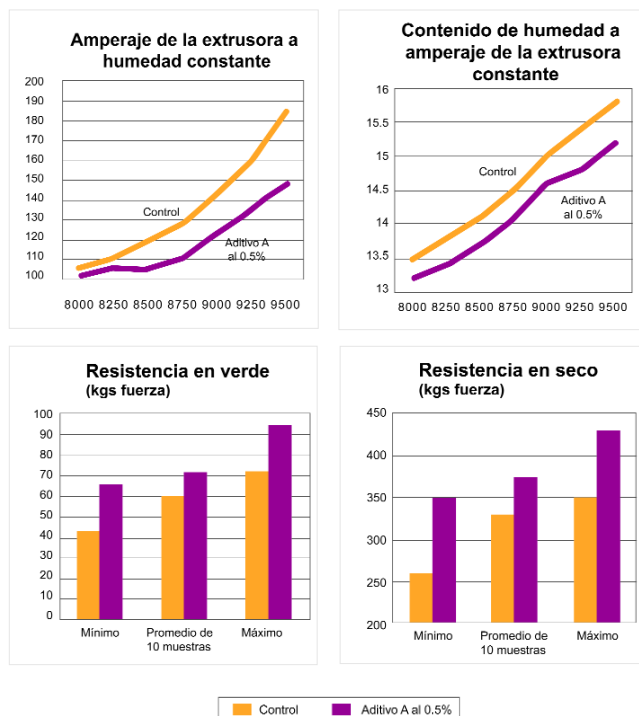 Amperaje de la extrusora a
humedad constante
200
190
180
170
160
150
140
130
120
110
100
Control
Aditivo A
al 0.5%
8000 8250 8500 8750 9000 9250 9500
Contenido de humedad a
amperaje de la extrusora
constante
16
15.5
15
14.5
14
13.5
13
Control
Aditivo A
al 0.5%
8000 8250 8500 8750 9000 9250 9500
Resistencia en verde
(kgs fuerza)
100
90
80
70
60
50
40
30
20
10
0
Mínimo Promedio de Máximo
10 muestras
Resistencia en seco
(kgs fuerza)
450
400
350
300
250
200
Mínimo Promedio de Máximo
10 muestras
Control Aditivo A al 0.5%